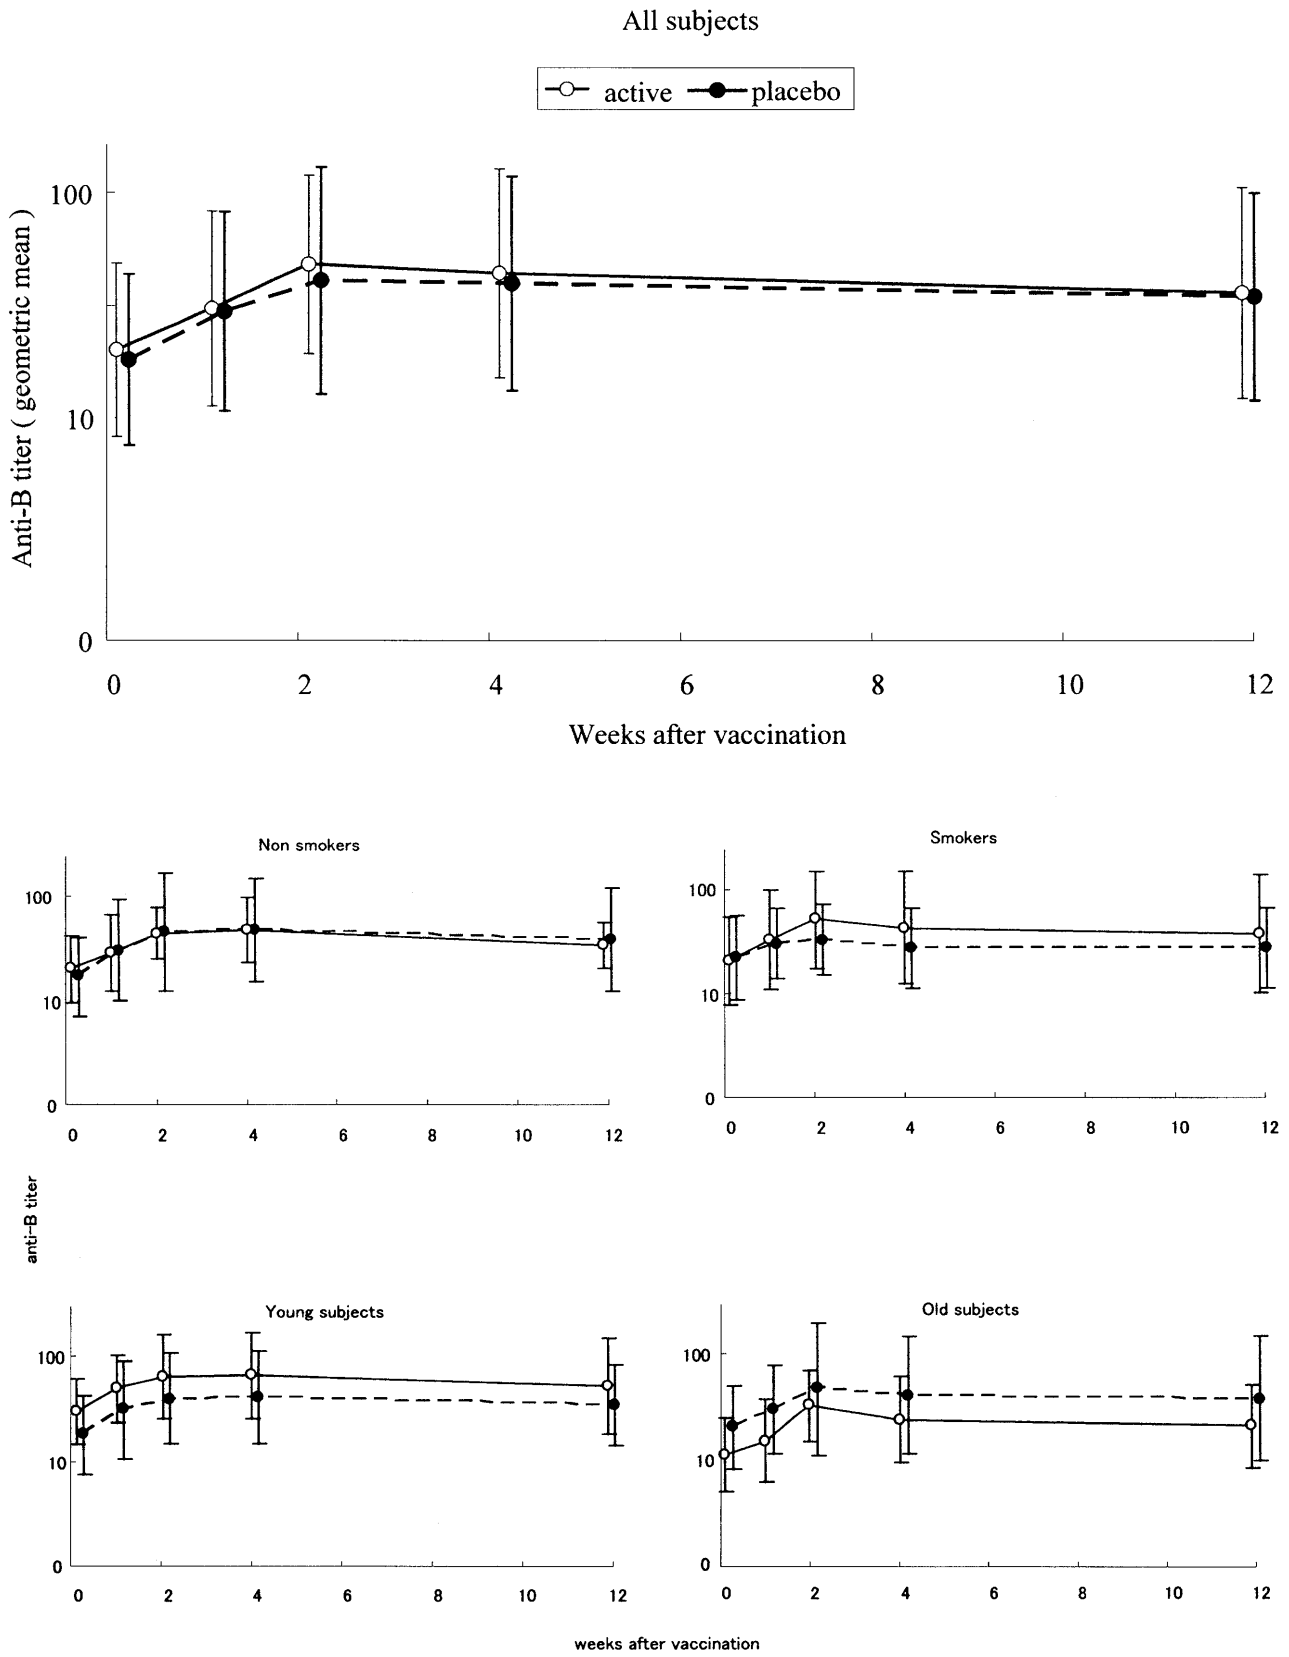 All subjects
active placebo
Anti-B titer ( geometric mean )
100
10
0
0 2 4 6 8 10 12
Weeks after vaccination
Non smokers
100
10
0
0 2 4 6 8 10 12
Smokers
100
10
0
0 2 4 6 8 10 12
anti-B titer
Young subjects
100
10
0
0 2 4 6 8 10 12
Old subjects
100
10
0
0 2 4 6 8 10 12
weeks after vaccination